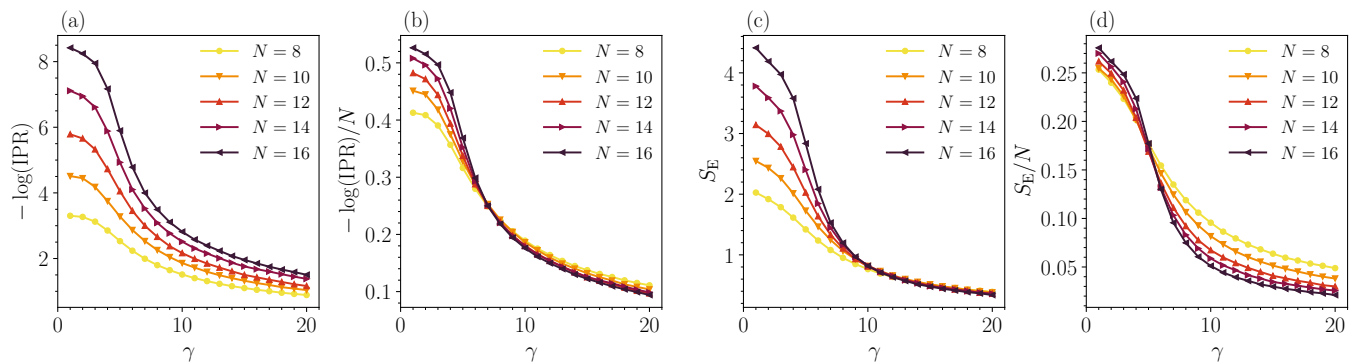 (a)
− log(IPR)
8
6
4
2
0
10
20
γ
N = 8
N = 10
N = 12
N = 14
N = 16
(b)
−log(IPR)/N
0.5
0.4
0.3
0.2
0.1
0
10
20
γ
N = 8
N = 10
N = 12
N = 14
N = 16
(c)
S_E
4
3
2
1
0
10
20
γ
N = 8
N = 10
N = 12
N = 14
N = 16
(d)
S_E/N
0.25
0.20
0.15
0.10
0.05
0
10
20
γ
N = 8
N = 10
N = 12
N = 14
N = 16